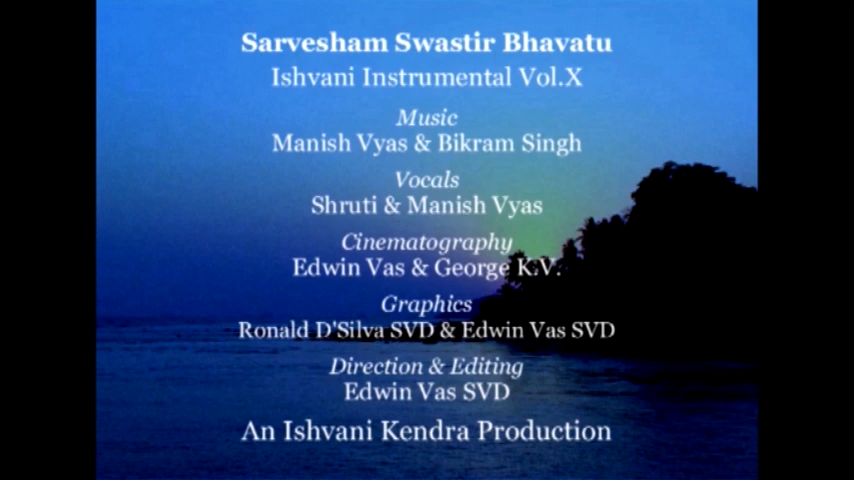 Sarvesham Swastir Bhavatu
Ishvani Instrumental Vol.X
Music
Manish Vyas & Bikram Singh
Vocals
Shruti & Manish Vyas
Cinematography
Edwin Vas & George K.V.
Graphics
Ronald D'Silva SVD & Edwin Vas SVD
Direction & Editing
Edwin Vas SVD
An Ishvani Kendra Production